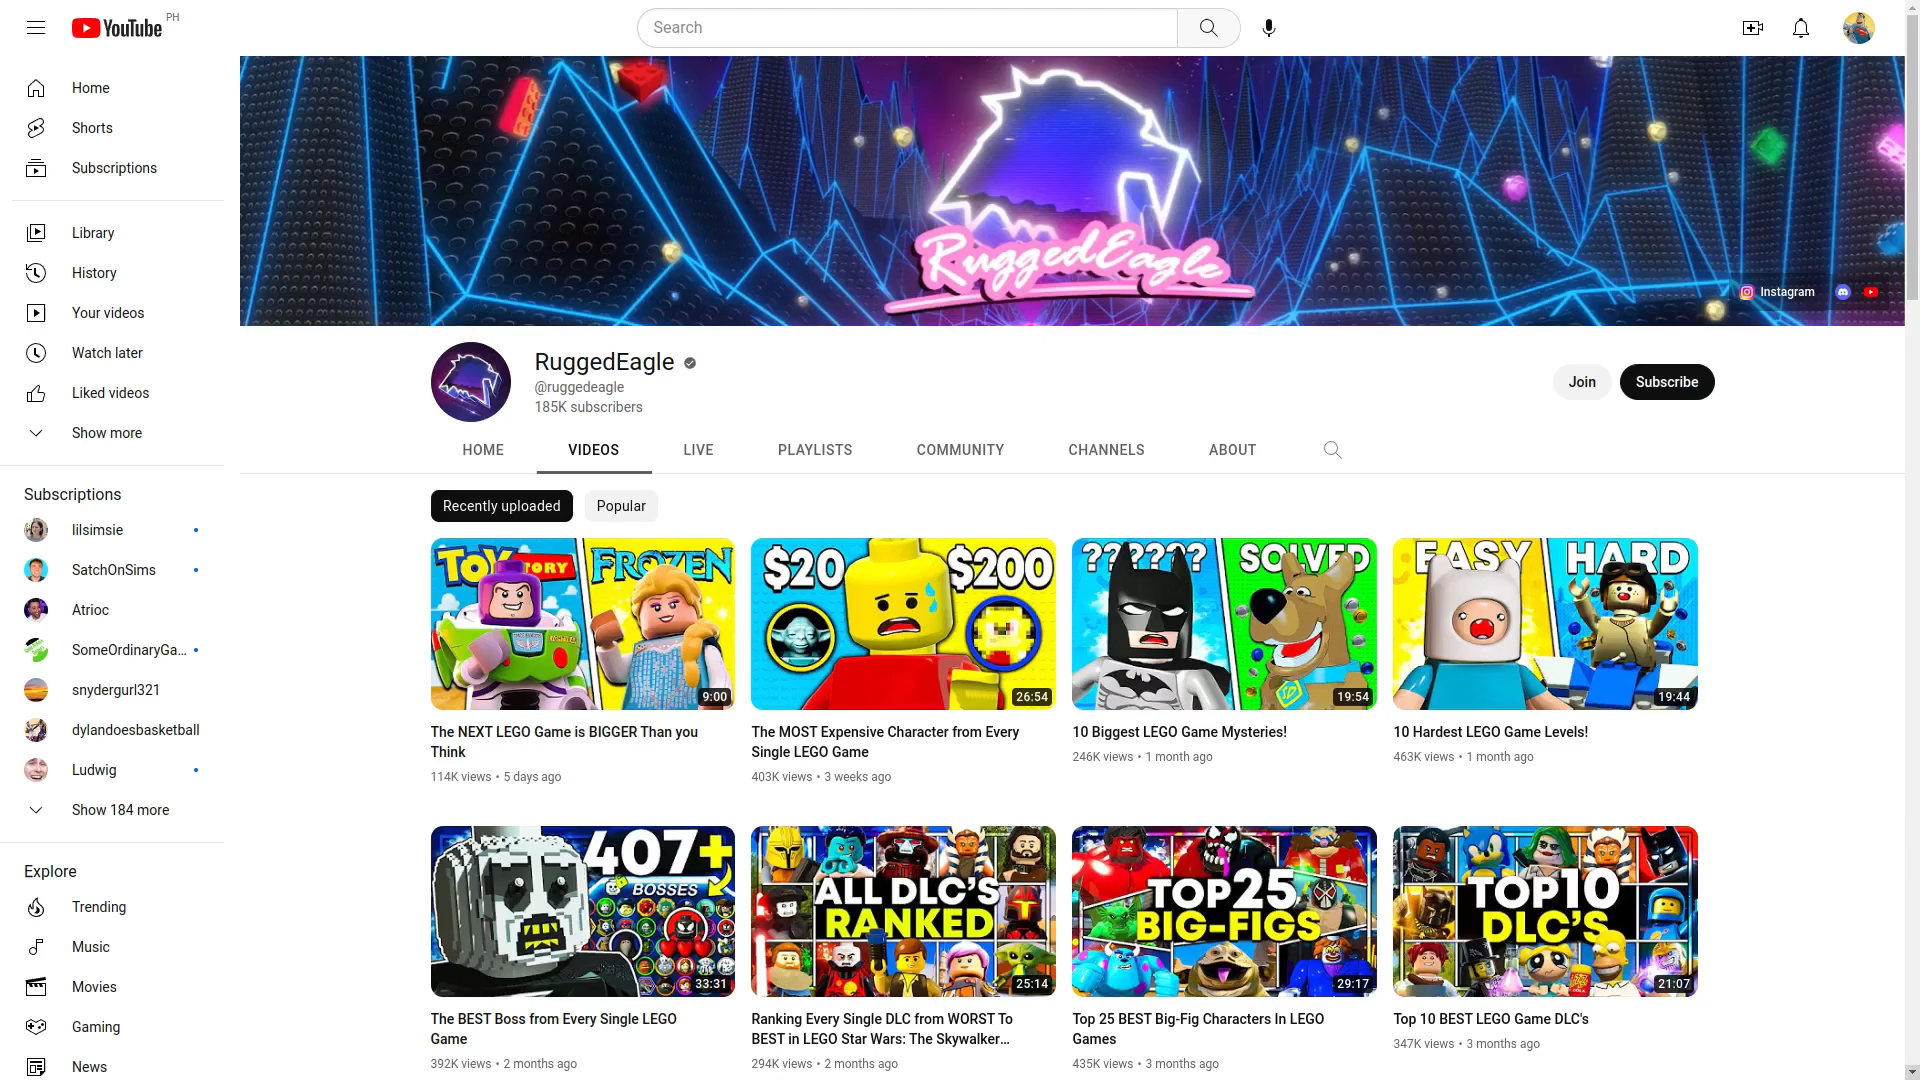 YouTube PH
Search
Home
Shorts
Subscriptions
Library
History
Your videos
Watch later
Liked videos
Show more
Subscriptions
lilsimsie
SatchOnSims
Atrioc
SomeOrdinaryGa...
snydergurl321
dylandoesbasketball
Ludwig
Show 184 more
Explore
Trending
Music
Movies
Gaming
News
RuggedEagle
Instagram
RuggedEagle
@ruggedeagle
185K subscribers
Join
Subscribe
HOME
VIDEOS
LIVE
PLAYLISTS
COMMUNITY
CHANNELS
ABOUT
Recently uploaded
Popular
TOY STORY FROZEN
9:00
The NEXT LEGO Game is BIGGER Than you
Think
114K views • 5 days ago
$20 $200
26:54
The MOST Expensive Character from Every
Single LEGO Game
403K views • 3 weeks ago
?????? SOLVED
SD
19:54
10 Biggest LEGO Game Mysteries!
246K views • 1 month ago
EASY HARD
19:44
10 Hardest LEGO Game Levels!
463K views • 1 month ago
407+
BOSSES
33:31
The BEST Boss from Every Single LEGO
Game
392K views • 2 months ago
ALL DLC'S
RANKED
25:14
Ranking Every Single DLC from WORST To
BEST in LEGO Star Wars: The Skywalker...
294K views • 2 months ago
TOP 25
BIG-FIGS
29:17
Top 25 BEST Big-Fig Characters In LEGO
Games
435K views • 3 months ago
TOP 10
DLC'S
21:07
Top 10 BEST LEGO Game DLC's
347K views • 3 months ago